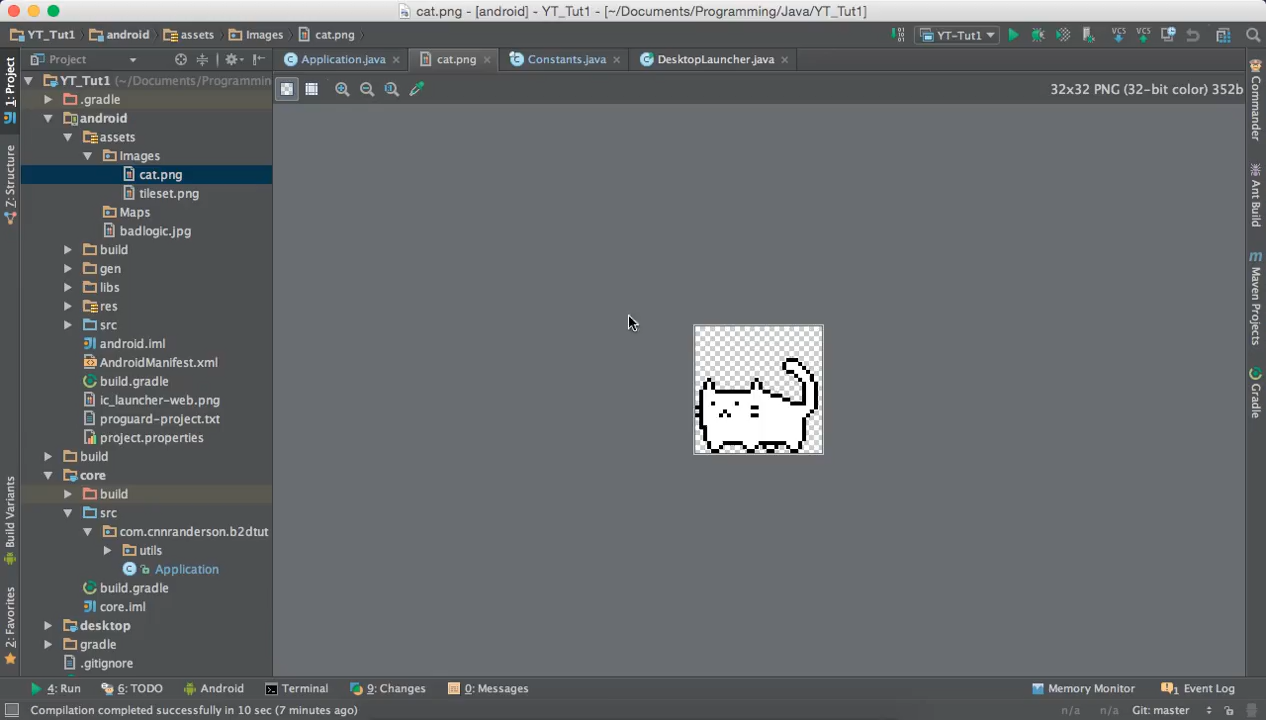 cat.png - [android] - YT_Tut1 - [~/Documents/Programming/Java/YT_Tut1]
YT_Tut1 android assets Images cat.png YT-Tut1
1: Project
Z: Structure
Build Variants
2: Favorites
Project
Application.java cat.png Constants.java DesktopLauncher.java
32x32 PNG (32-bit color) 352b
YT_Tut1 (~/Documents/Programmin
.gradle
android
assets
Images
cat.png
tileset.png
Maps
badlogic.jpg
build
gen
libs
res
src
android.iml
AndroidManifest.xml
build.gradle
ic_launcher-web.png
proguard-project.txt
project.properties
build
core
build
src
com.cnnranderson.b2dtut
utils
Application
build.gradle
core.iml
desktop
gradle
.gitignore
Commander
Ant Build
Maven Projects
Gradle
4: Run 6: TODO Android Terminal 9: Changes 0: Messages Memory Monitor 1 Event Log
Compilation completed successfully in 10 sec (7 minutes ago) n/a n/a Git: master